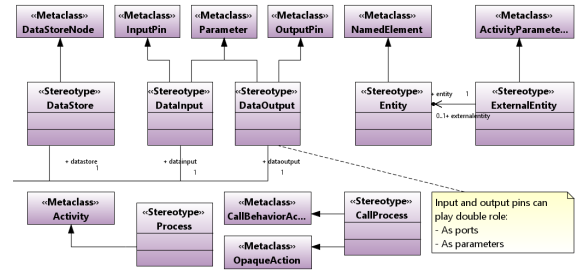 «Metaclass»
DataStoreNode
«Metaclass»
InputPin
«Metaclass»
Parameter
«Metaclass»
OutputPin
«Metaclass»
NamedElement
«Metaclass»
ActivityParamete...
«Stereotype»
DataStore
«Stereotype»
DataInput
«Stereotype»
DataOutput
«Stereotype»
Entity
+ entity
1
0..1
+ externalentity
«Stereotype»
ExternalEntity
+ datastore
1
+ datainput
1
+ dataoutput
1
«Metaclass»
Activity
«Stereotype»
Process
«Metaclass»
CallBehaviorAc...
«Metaclass»
OpaqueAction
«Stereotype»
CallProcess
Input and output pins can
play double role:
- As ports
- As parameters